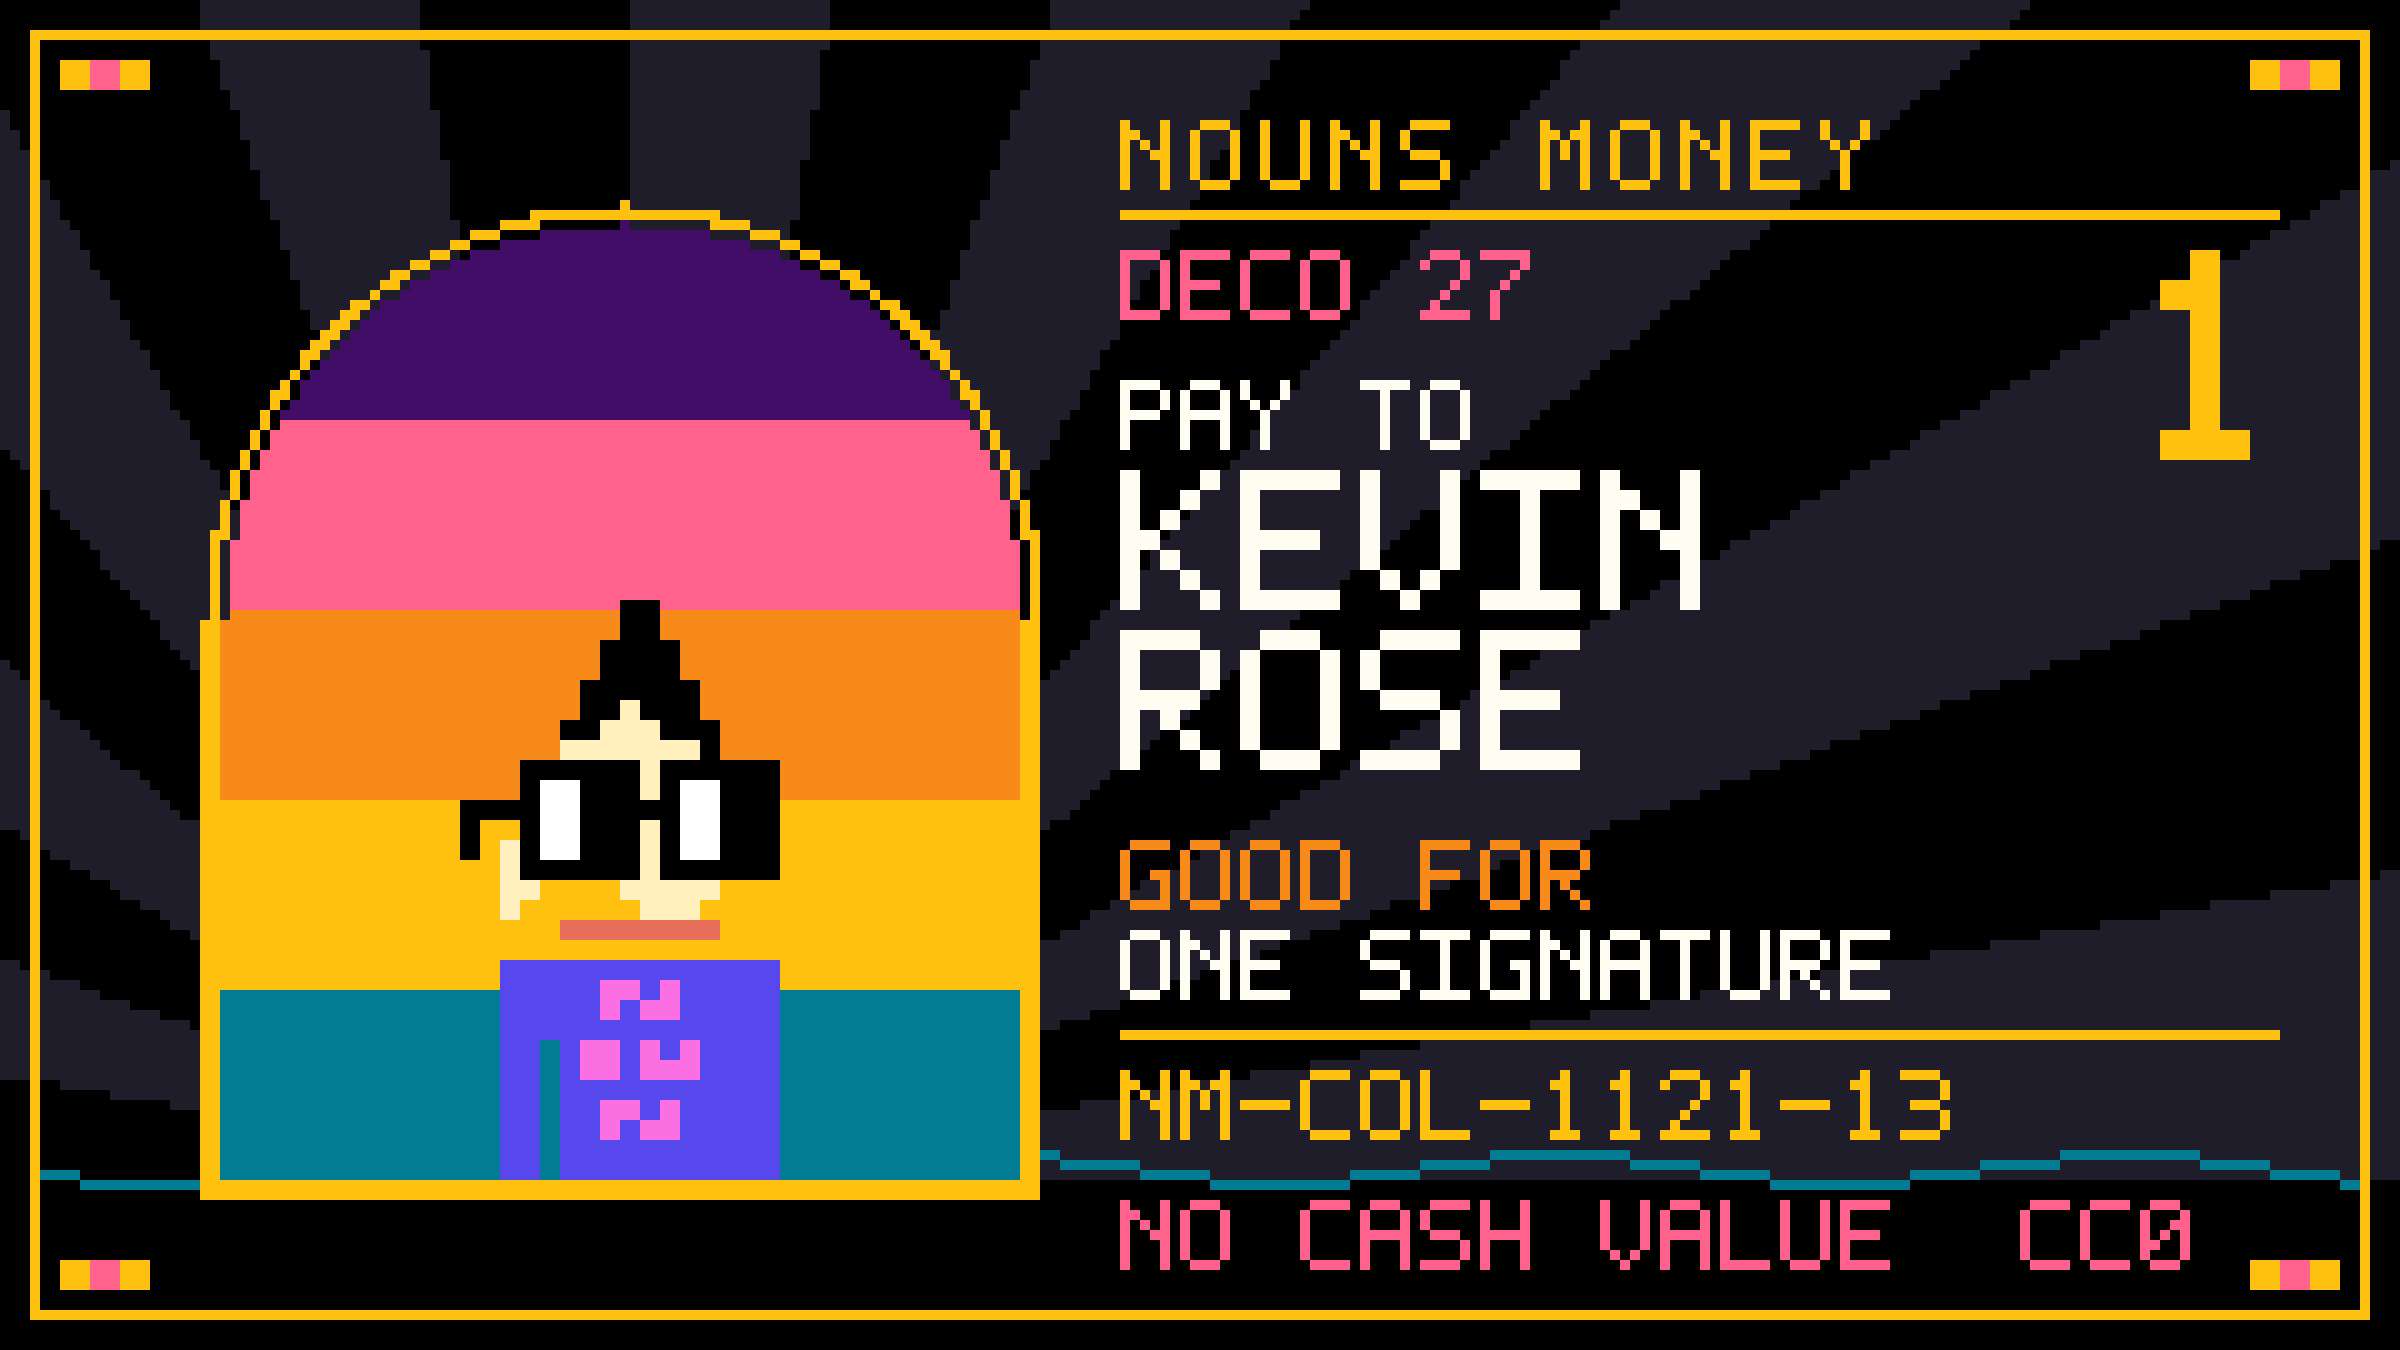 NOUNS MONEY
DECO 27
1
PAY TO
KEVIN
ROSE
GOOD FOR
ONE SIGNATURE
NM-COL-1121-13
NO CASH VALUE CC0